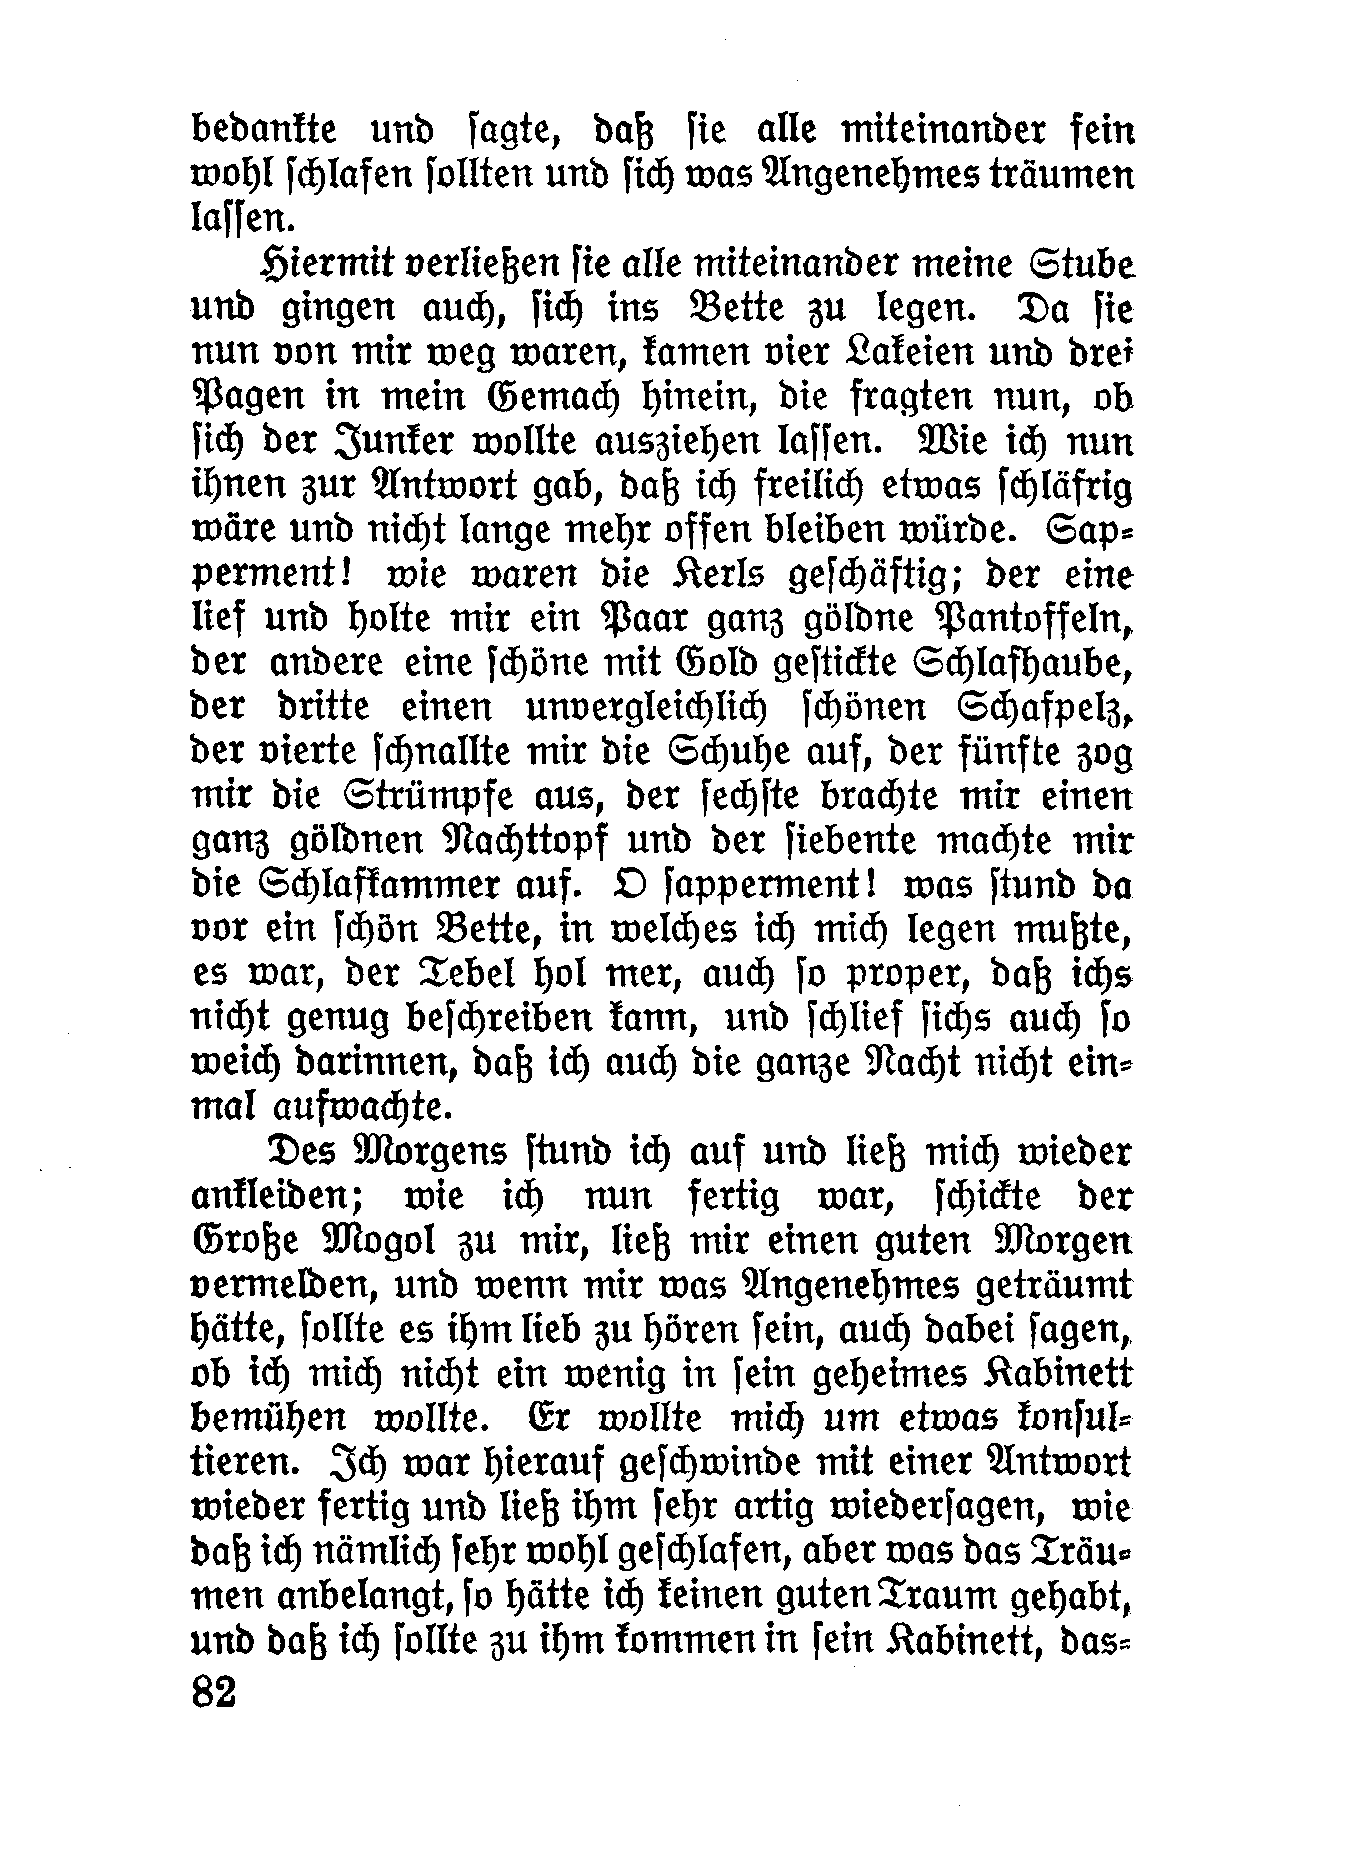 bedankte und sagte, daß sie alle miteinander fein
wohl schlafen sollten und sich was Angenehmes träumen
lassen.
Hiermit verließen sie alle miteinander meine Stube
und gingen auch, sich ins Bette zu legen. Da sie
nun von mir weg waren, kamen vier Lakeien und drei
Pagen in mein Gemach hinein, die fragten nun, ob
sich der Junker wollte ausziehen lassen. Wie ich nun
ihnen zur Antwort gab, daß ich freilich etwas schläfrig
wäre und nicht lange mehr offen bleiben würde. Sap-
perment! wie waren die Kerls geschäftig; der eine
lief und holte mir ein Paar ganz göldne Pantoffeln,
der andere eine schöne mit Gold gestickte Schlafhaube,
der dritte einen unvergleichlich schönen Schafpelz,
der vierte schnallte mir die Schuhe auf, der fünfte zog
mir die Strümpfe aus, der sechste brachte mir einen
ganz göldnen Nachttopf und der siebente machte mir
die Schlafkammer auf. O sapperment! was stund da
vor ein schön Bette, in welches ich mich legen mußte,
es war, der Tebel hol mer, auch so proper, daß ichs
nicht genug beschreiben kann, und schlief sichs auch so
weich darinnen, daß ich auch die ganze Nacht nicht ein-
mal aufwachte.
Des Morgens stund ich auf und ließ mich wieder
ankleiden; wie ich nun fertig war, schickte der
Große Mogol zu mir, ließ mir einen guten Morgen
vermelden, und wenn mir was Angenehmes geträumt
hätte, sollte es ihm lieb zu hören sein, auch dabei sagen,
ob ich mich nicht ein wenig in sein geheimes Kabinett
bemühen wollte. Er wollte mich um etwas konsul-
tieren. Ich war hierauf geschwinde mit einer Antwort
wieder fertig und ließ ihm sehr artig wiedersagen, wie
daß ich nämlich sehr wohl geschlafen, aber was das Träu-
men anbelangt, so hätte ich keinen guten Traum gehabt,
und daß ich sollte zu ihm kommen in sein Kabinett, das-
82